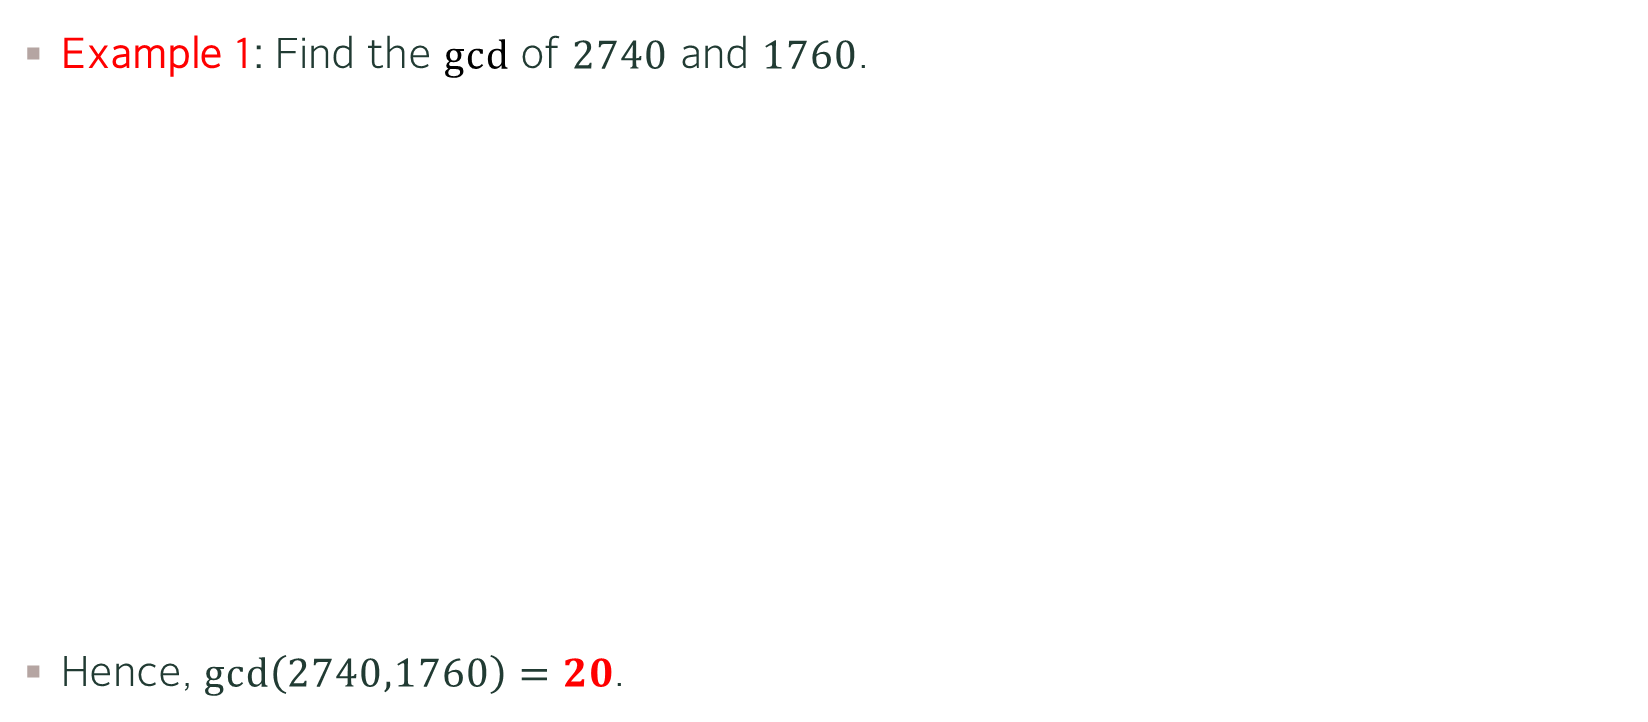 ▪ Example 1: Find the gcd of 2740 and 1760.
▪ Hence, gcd(2740,1760) = 20.